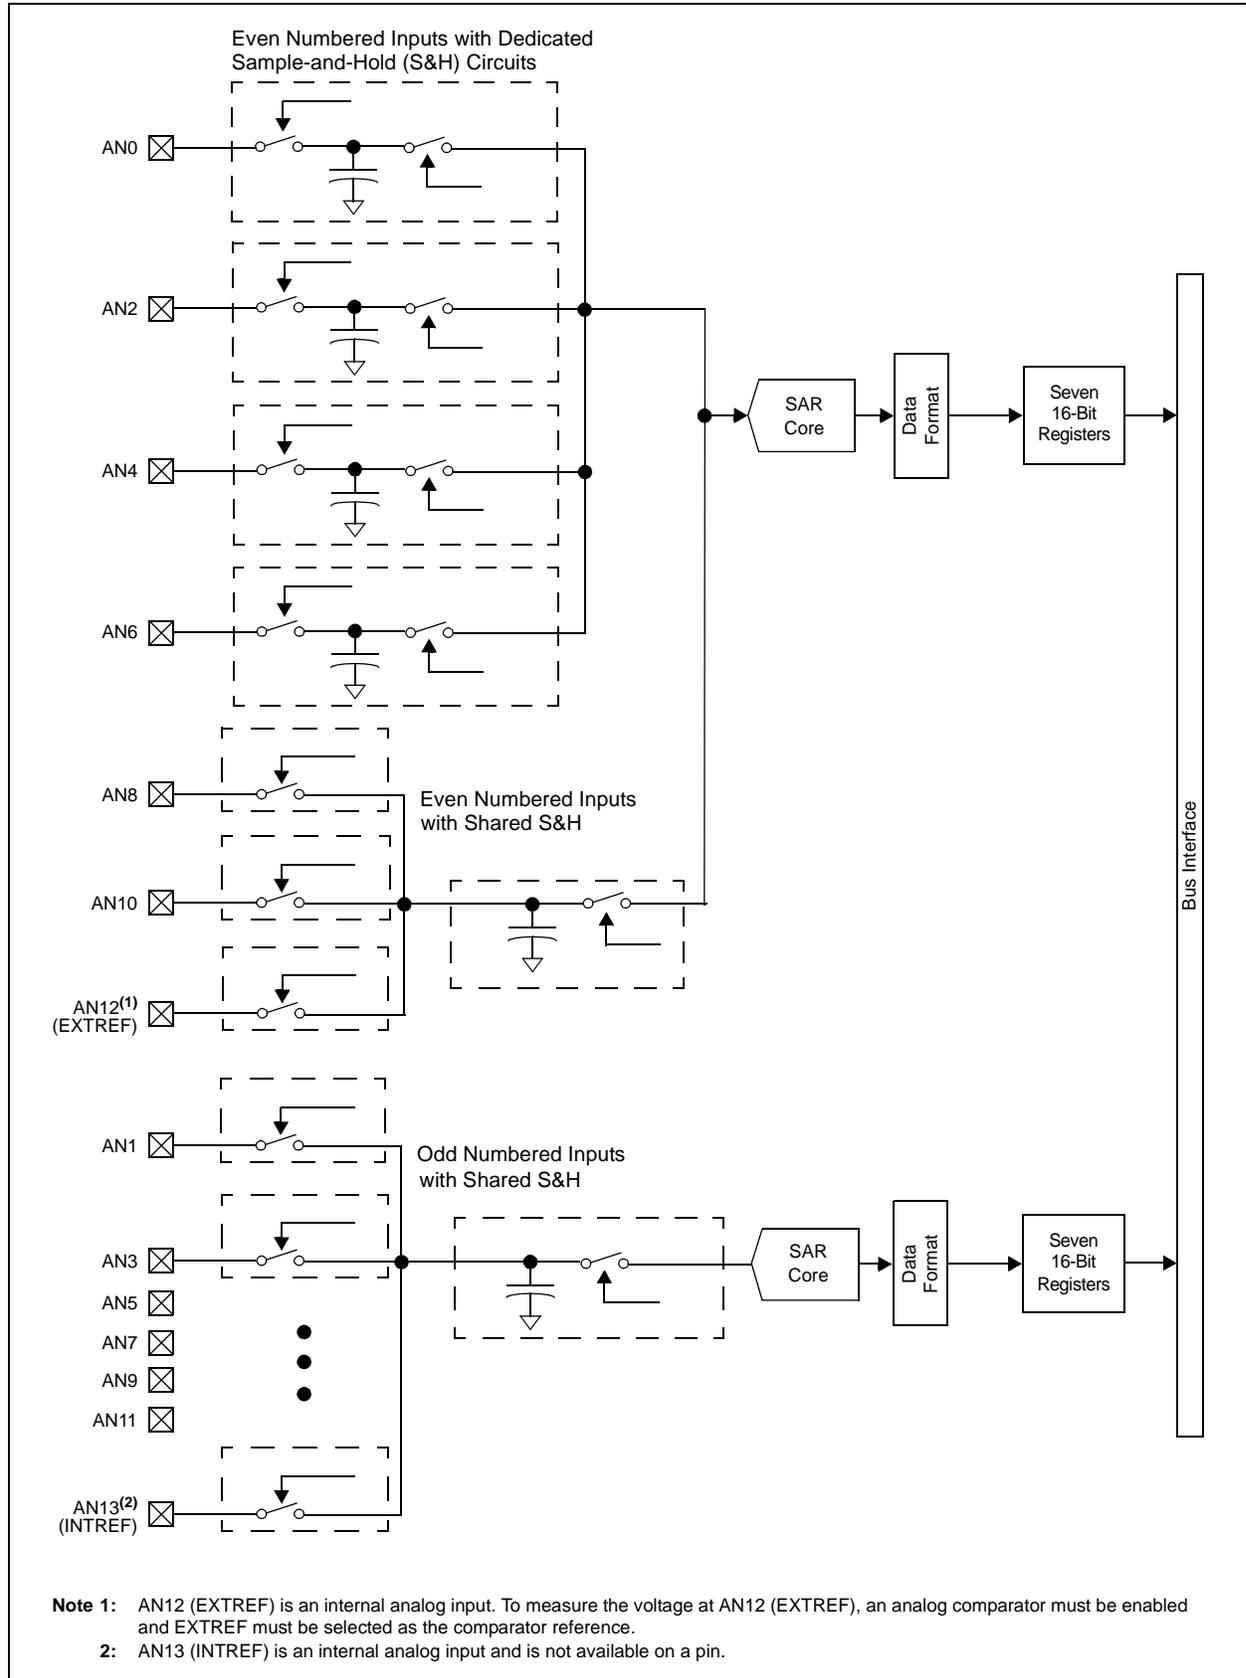 Even Numbered Inputs with Dedicated
Sample-and-Hold (S&H) Circuits
AN0
AN2
AN4
AN6
SAR
Core
Data
Format
Seven
16-Bit
Registers
Bus Interface
AN8
Even Numbered Inputs
with Shared S&H
AN10
AN12(1)
(EXTREF)
AN1
Odd Numbered Inputs
with Shared S&H
AN3
SAR
Core
Data
Format
Seven
16-Bit
Registers
AN5
AN7
AN9
AN11
AN13(2)
(INTREF)
Note 1: AN12 (EXTREF) is an internal analog input. To measure the voltage at AN12 (EXTREF), an analog comparator must be enabled
and EXTREF must be selected as the comparator reference.
2: AN13 (INTREF) is an internal analog input and is not available on a pin.